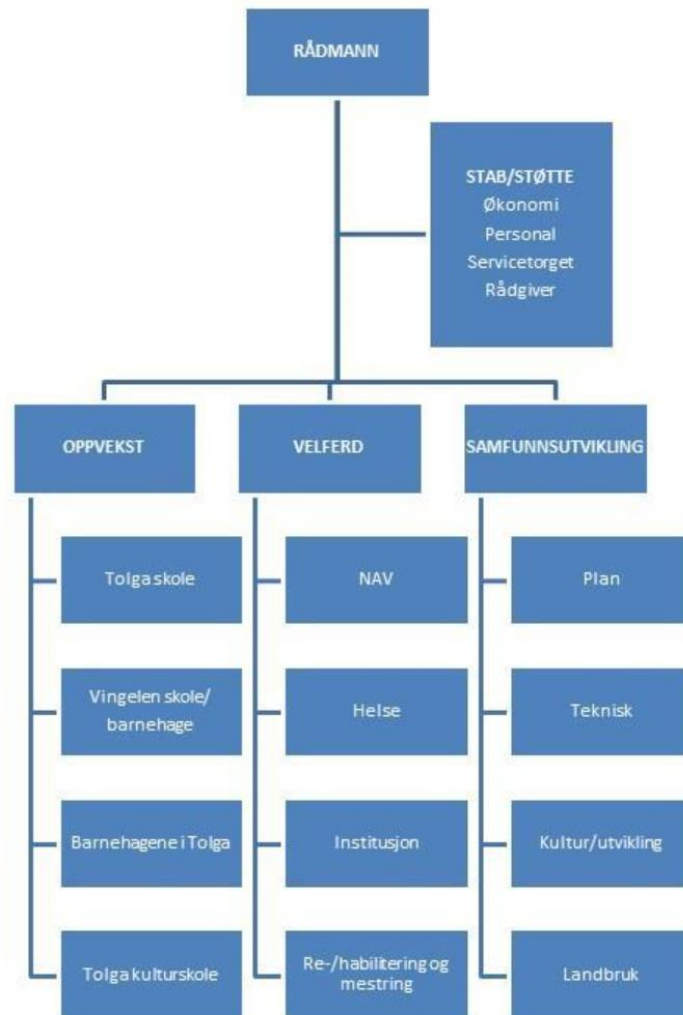 RÅDMANN
STAB/STØTTE
Økonomi
Personal
Servicetorget
Rådgiver
OPPVEKST
VELFERD
SAMFUNNSUTVIKLING
Tolga skole
NAV
Plan
Vingelen skole/
barnehage
Helse
Teknisk
Barnehagene i Tolga
Institusjon
Kultur/utvikling
Tolga kulturskole
Re-/habilitering og
mestring
Landbruk